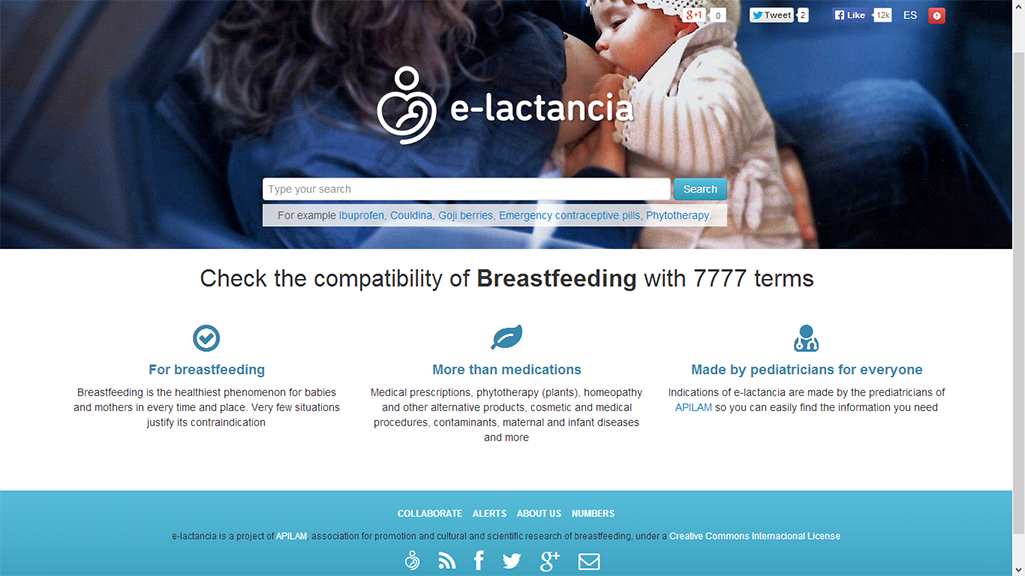 g+1 0 Tweet 2 Like 12k ES
e-lactancia
Type your search Search
For example Ibuprofen, Couldina, Goji berries, Emergency contraceptive pills, Phytotherapy.
Check the compatibility of Breastfeeding with 7777 terms
For breastfeeding
Breastfeeding is the healthiest phenomenon for babies
and mothers in every time and place. Very few situations
justify its contraindication
More than medications
Medical prescriptions, phytotherapy (plants), homeopathy
and other alternative products, cosmetic and medical
procedures, contaminants, maternal and infant diseases
and more
Made by pediatricians for everyone
Indications of e-lactancia are made by the prediatricians of
APILAM so you can easily find the information you need
COLLABORATE ALERTS ABOUT US NUMBERS
e-lactancia is a project of APILAM, association for promotion and cultural and scientific research of breastfeeding, under a Creative Commons Internacional License
g+